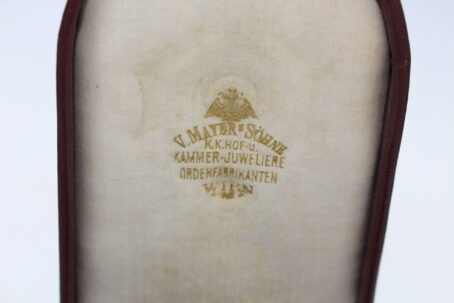 V. MAYER'S SÖHNE
K.K. HOF-U.
KAMMER-JUWELIERE
ORDENFABRIKANTEN
WIEN